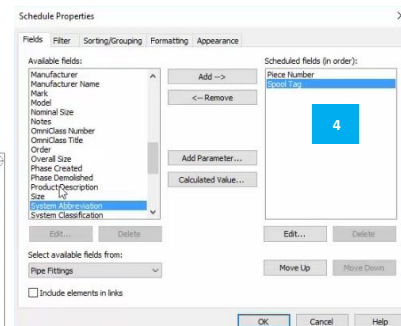 Schedule Properties
Fields Filter Sorting/Grouping Formatting Appearance
Available fields:
Manufacturer
Manufacturer Name
Mark
Model
Nominal Size
Notes
OmniClass Number
OmniClass Title
Order
Overall Size
Phase Created
Phase Demolished
Product Description
Size
System Abbreviation
System Classification
Edit... Delete
Select available fields from:
Pipe Fittings
Include elements in links
Add -->
<-- Remove
Add Parameter...
Calculated Value...
Scheduled fields (in order):
Piece Number
Spool Tag
4
Edit... Delete
Move Up Move Down
OK Cancel Help